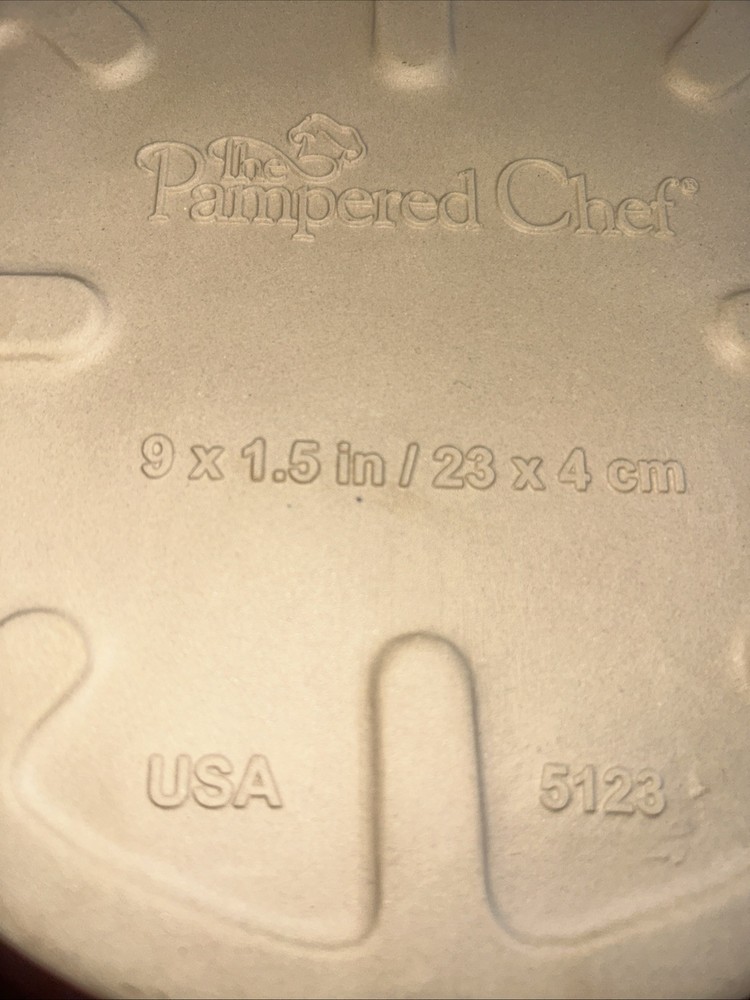 The
Pampered Chef®
9 x 1.5 in / 23 x 4 cm
USA
5123